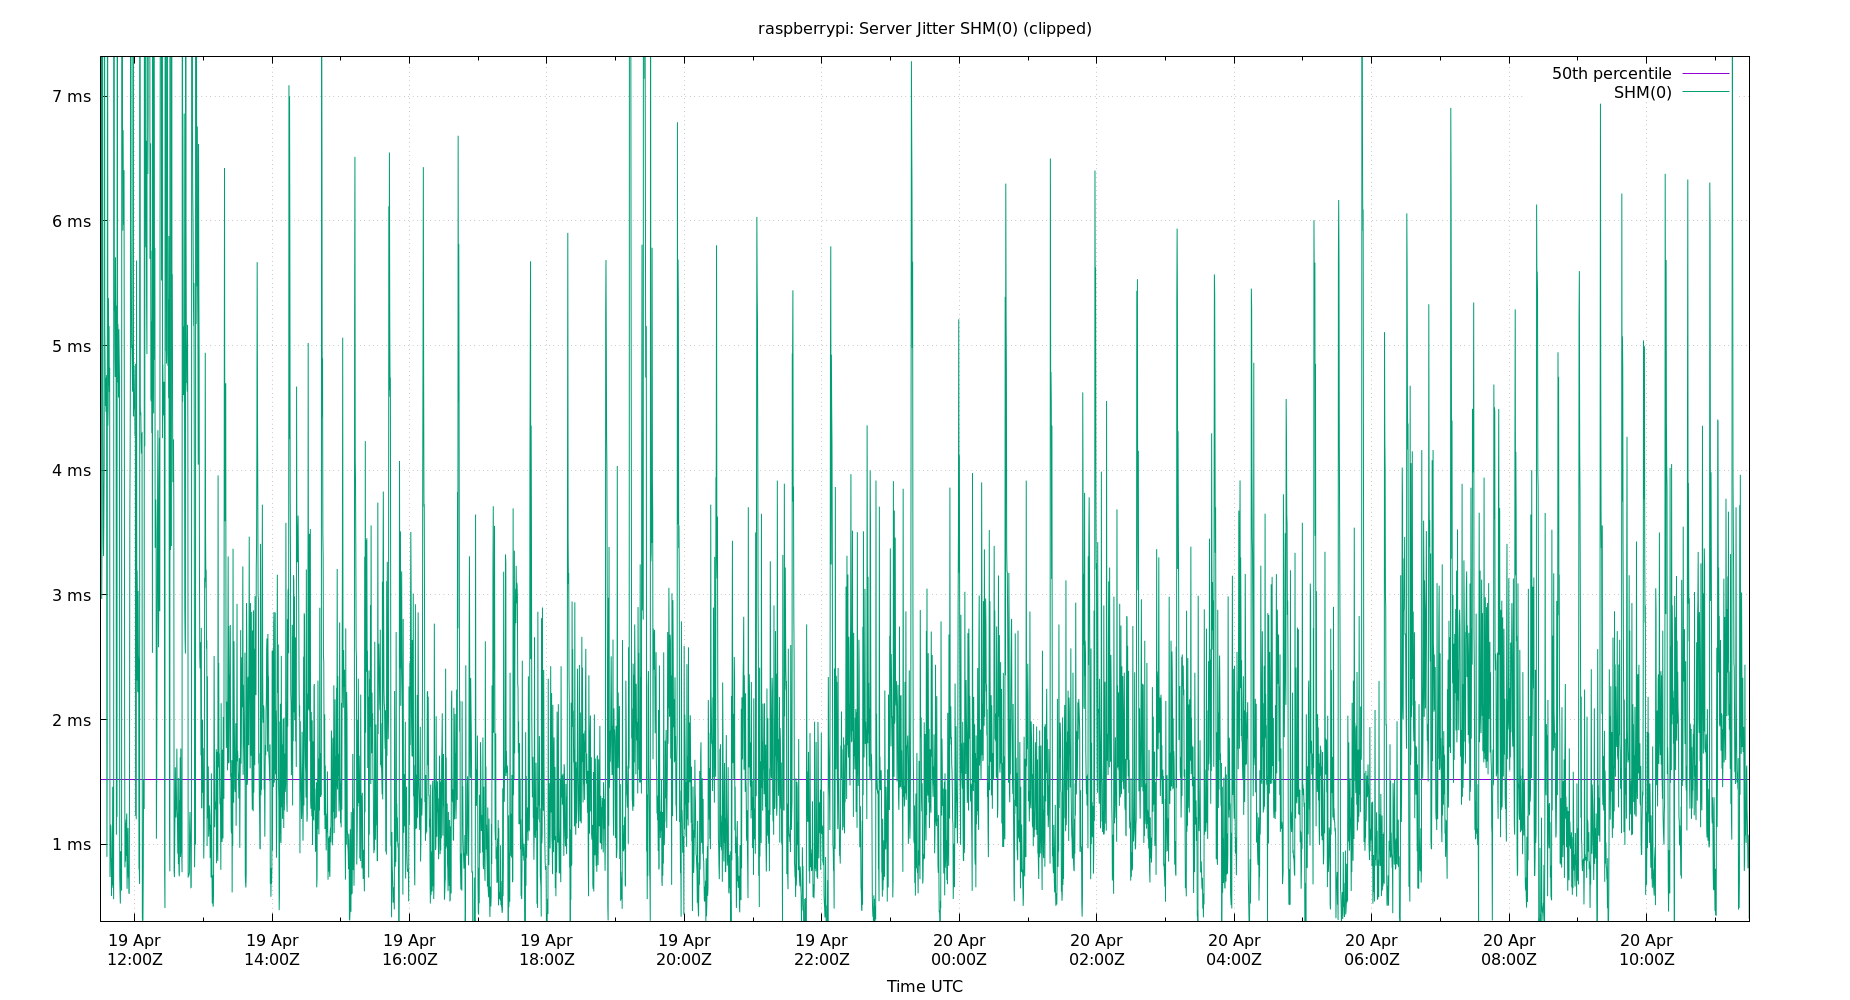 raspberrypi: Server Jitter SHM(0) (clipped)
50th percentile
SHM(0)
7 ms
6 ms
5 ms
4 ms
3 ms
2 ms
1 ms
19 Apr 19 Apr 19 Apr 19 Apr 19 Apr 19 Apr 20 Apr 20 Apr 20 Apr 20 Apr 20 Apr 20 Apr
12:00Z 14:00Z 16:00Z 18:00Z 20:00Z 22:00Z 00:00Z 02:00Z 04:00Z 06:00Z 08:00Z 10:00Z
Time UTC